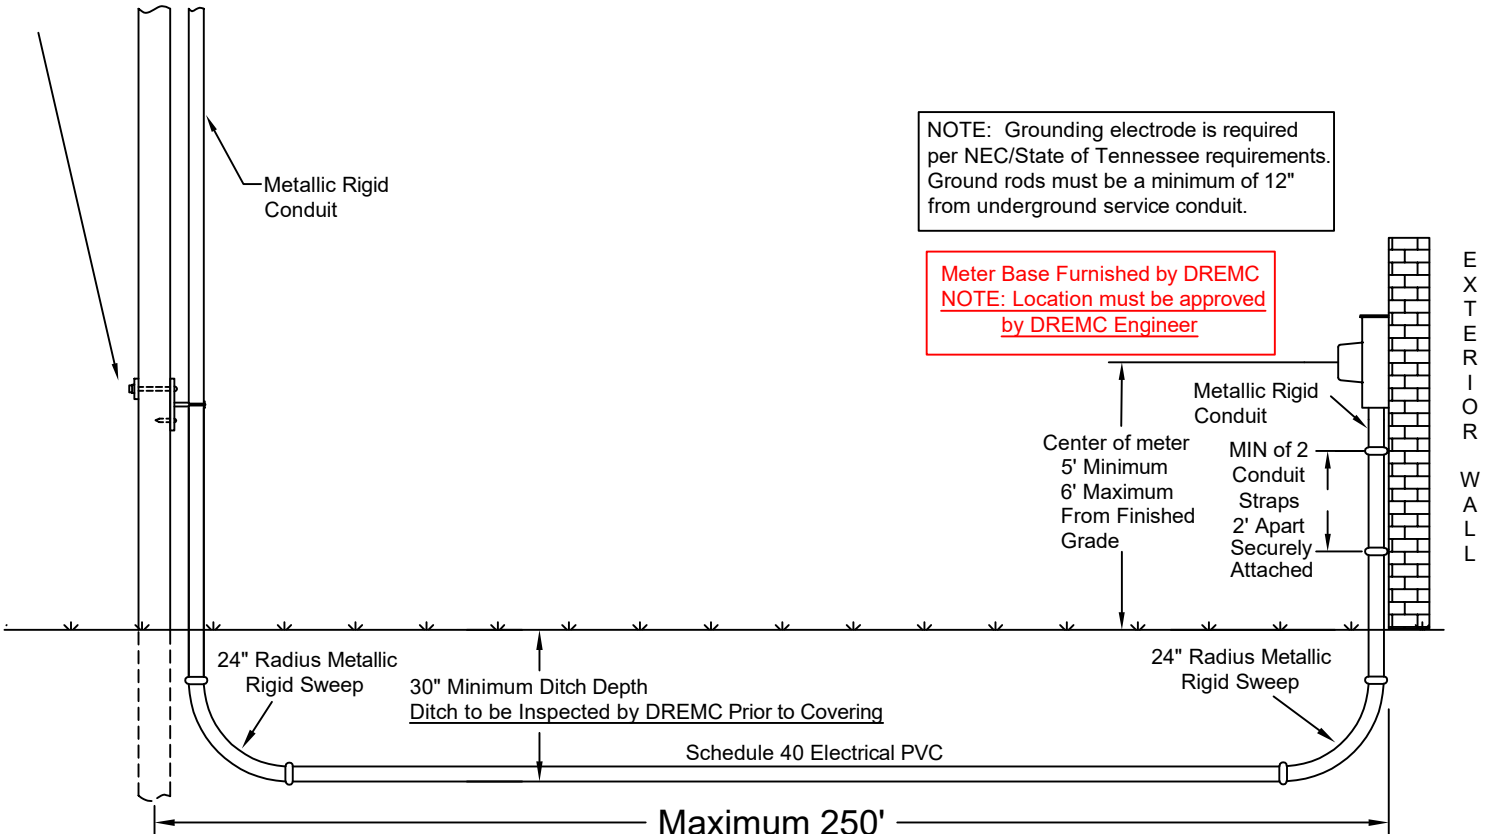 Metallic Rigid
Conduit
NOTE: Grounding electrode is required
per NEC/State of Tennessee requirements.
Ground rods must be a minimum of 12"
from underground service conduit.
Meter Base Furnished by DREMC
NOTE: Location must be approved
by DREMC Engineer
EXTERIOR WALL
Metallic Rigid
Conduit
Center of meter
5' Minimum
6' Maximum
From Finished
Grade
MIN of 2
Conduit
Straps
2' Apart
Securely
Attached
24" Radius Metallic
Rigid Sweep
30" Minimum Ditch Depth
Ditch to be Inspected by DREMC Prior to Covering
24" Radius Metallic
Rigid Sweep
Schedule 40 Electrical PVC
Maximum 250'